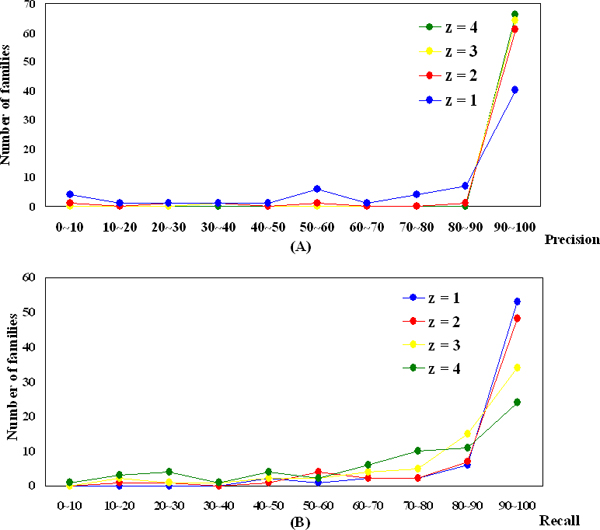 70
60
50
40
30
20
10
0
Number of families
z = 4
z = 3
z = 2
z = 1
0~10 10~20 20~30 30~40 40~50 50~60 60~70 70~80 80~90 90~100
(A)
Precision
60
50
40
30
20
10
0
Number of families
z = 1
z = 2
z = 3
z = 4
0~10 10~20 20~30 30~40 40~50 50~60 60~70 70~80 80~90 90~100
(B)
Recall